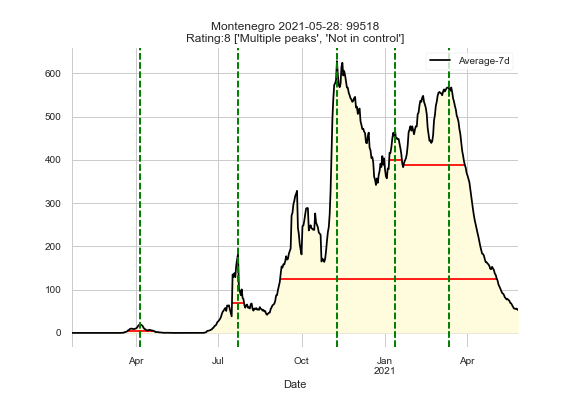 Montenegro 2021-05-28: 99518
Rating:8 ['Multiple peaks', 'Not in control']
Average-7d
600
500
400
300
200
100
0
Apr
Jul
Oct
Jan
2021
Apr
Date